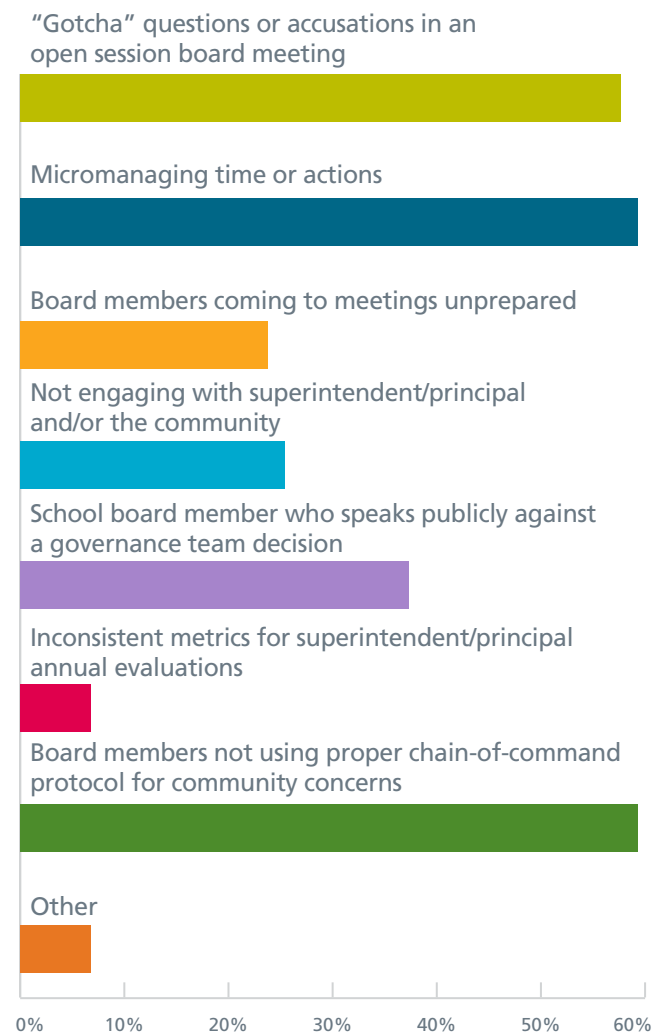 “Gotcha” questions or accusations in an
open session board meeting
Micromanaging time or actions
Board members coming to meetings unprepared
Not engaging with superintendent/principal
and/or the community
School board member who speaks publicly against
a governance team decision
Inconsistent metrics for superintendent/principal
annual evaluations
Board members not using proper chain-of-command
protocol for community concerns
Other
0% 10% 20% 30% 40% 50% 60%